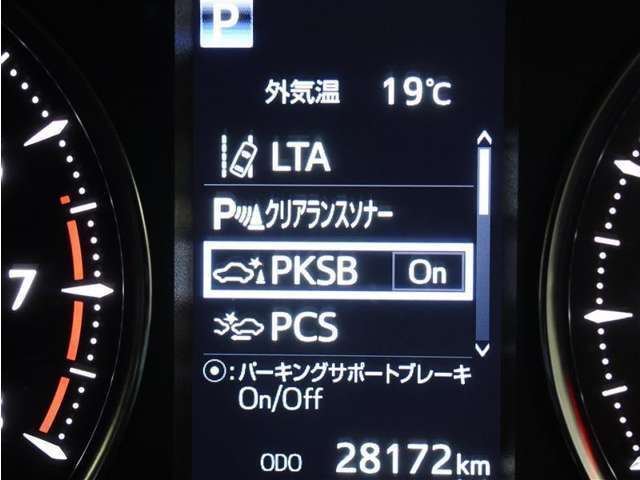 P
外気温 19℃
LTA
Pクリアランスソナー
PKSB On
7
PCS
⦿:パーキングサポートブレーキ
On/Off
ODO 28172km